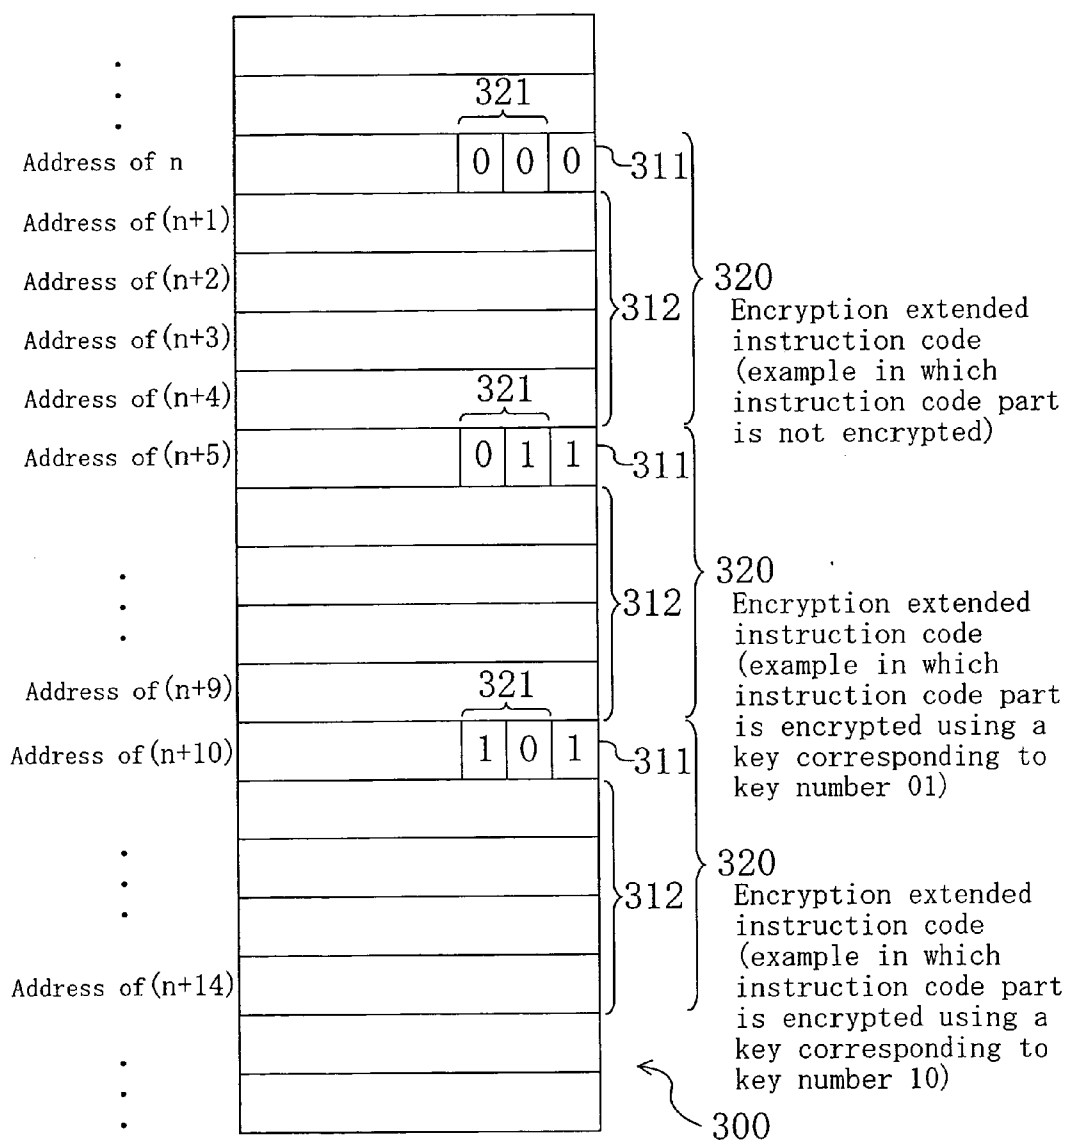 321
Address of n
0 0 0
311
Address of (n+1)
Address of (n+2)
320
Encryption extended
instruction code
(example in which
instruction code part
is not encrypted)
312
Address of (n+3)
Address of (n+4)
321
Address of (n+5)
0 1 1
311
320
Encryption extended
instruction code
(example in which
instruction code part
is encrypted using a
key corresponding to
key number 01)
312
Address of (n+9)
321
Address of (n+10)
1 0 1
311
320
Encryption extended
instruction code
(example in which
instruction code part
is encrypted using a
key corresponding to
key number 10)
312
Address of (n+14)
300